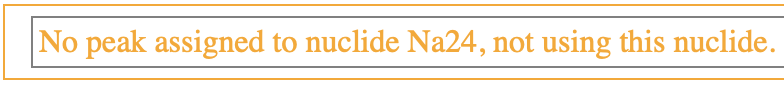 No peak assigned to nuclide Na24, not using this nuclide.